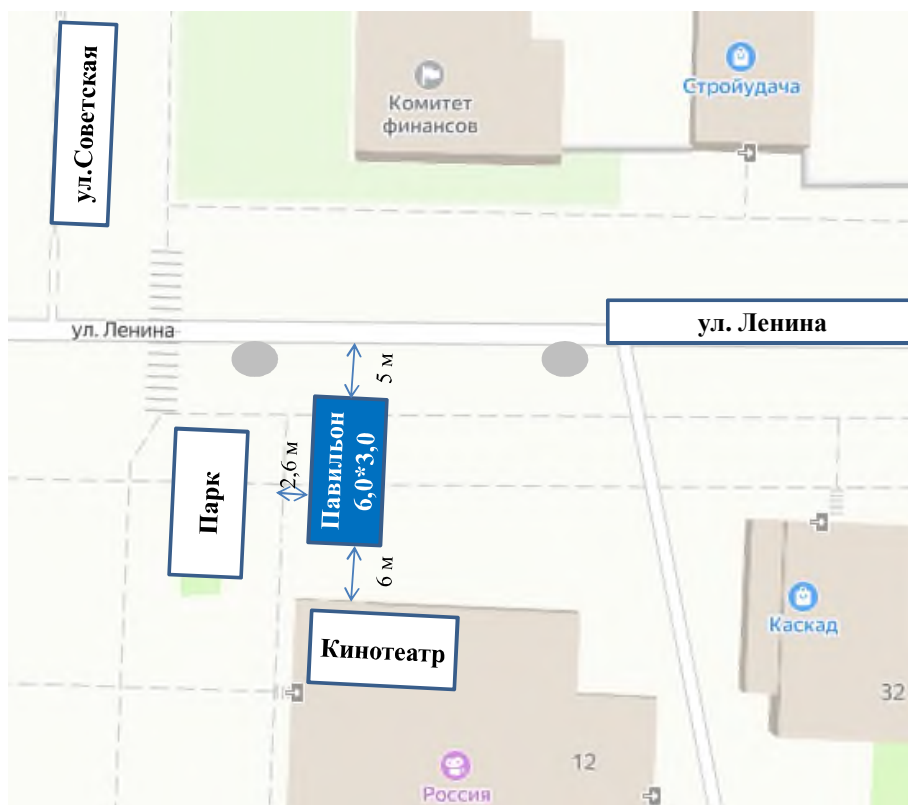 ул.Советская
Комитет
финансов
Стройудача
ул. Ленина
ул. Ленина
5 м
Павильон
6,0*3,0
2,6 м
Парк
6 м
Кинотеатр
Каскад
32
12
Россия